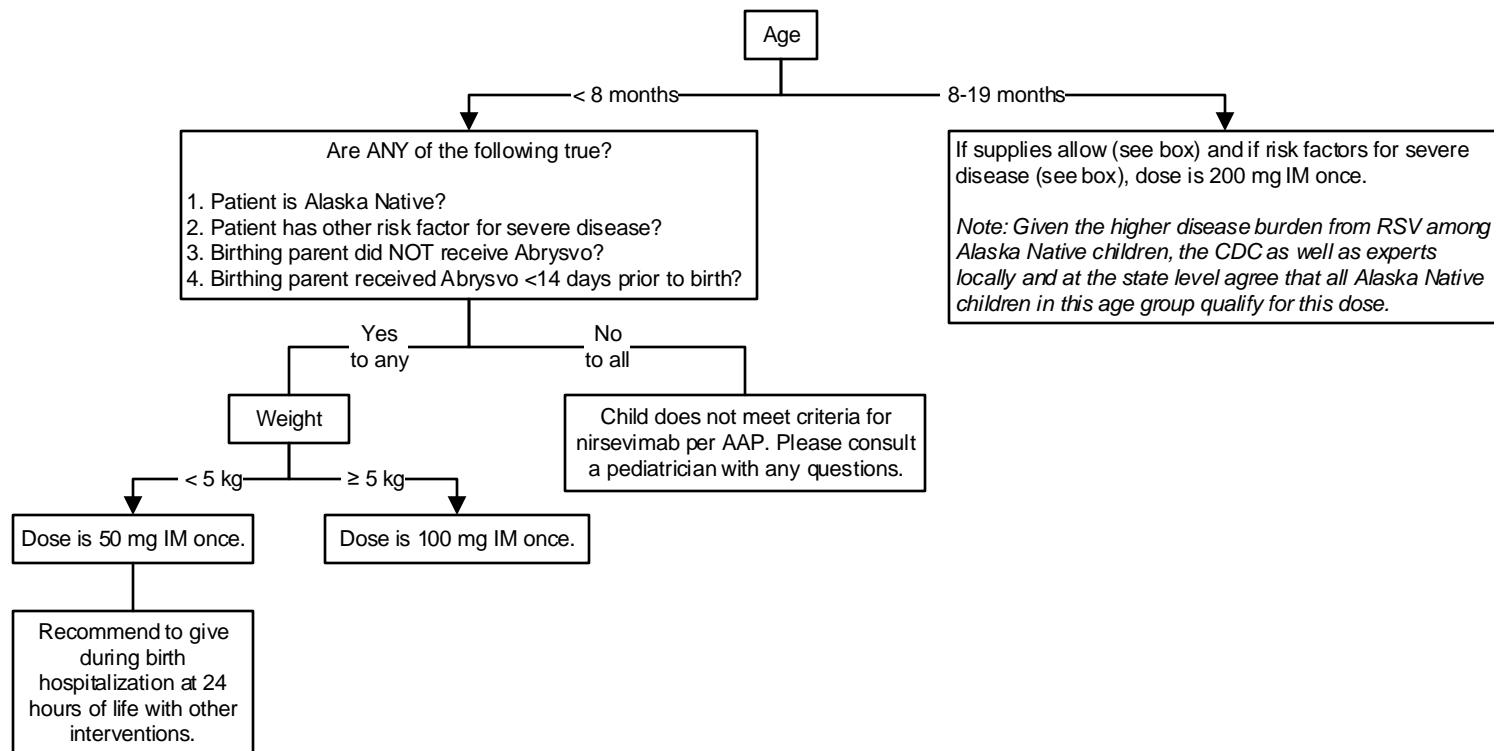 Age
< 8 months
8-19 months
Are ANY of the following true?
1. Patient is Alaska Native?
2. Patient has other risk factor for severe disease?
3. Birthing parent did NOT receive Abrysvo?
4. Birthing parent received Abrysvo <14 days prior to birth?
If supplies allow (see box) and if risk factors for severe
disease (see box), dose is 200 mg IM once.
Note: Given the higher disease burden from RSV among
Alaska Native children, the CDC as well as experts
locally and at the state level agree that all Alaska Native
children in this age group qualify for this dose.
Yes
to any
No
to all
Weight
Child does not meet criteria for
nirsevimab per AAP. Please consult
a pediatrician with any questions.
< 5 kg
≥ 5 kg
Dose is 50 mg IM once.
Dose is 100 mg IM once.
Recommend to give
during birth
hospitalization at 24
hours of life with other
interventions.